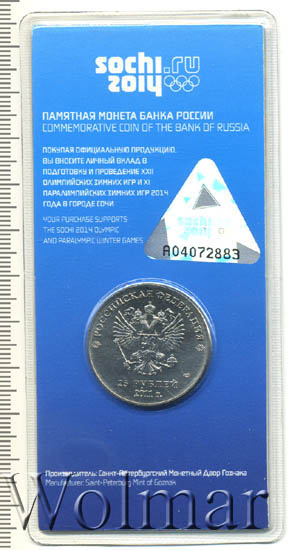 sochi.ru
2014
ПАМЯТНАЯ МОНЕТА БАНКА РОССИИ
COMMEMORATIVE COIN OF THE BANK OF RUSSIA
ПОКУПАЯ ОФИЦИАЛЬНУЮ ПРОДУКЦИЮ,
ВЫ ВНОСИТЕ ЛИЧНЫЙ ВКЛАД В
ПОДГОТОВКУ И ПРОВЕДЕНИЕ XXII
ОЛИМПИЙСКИХ ЗИМНИХ ИГР И XI
ПАРАЛИМПИЙСКИХ ЗИМНИХ ИГР 2014
ГОДА В ГОРОДЕ СОЧИ
YOUR PURCHASE SUPPORTS
THE SOCHI 2014 OLYMPIC
AND PARALYMPIC WINTER GAMES
sochi
A04072883
РОССИЙСКАЯ ФЕДЕРАЦИЯ
25 РУБЛЕЙ
2011 г.
Производитель: Санкт-Петербургский Монетный Двор Гознака
Manufacturer: Saint-Petersburg Mint of Goznak
Wolmar